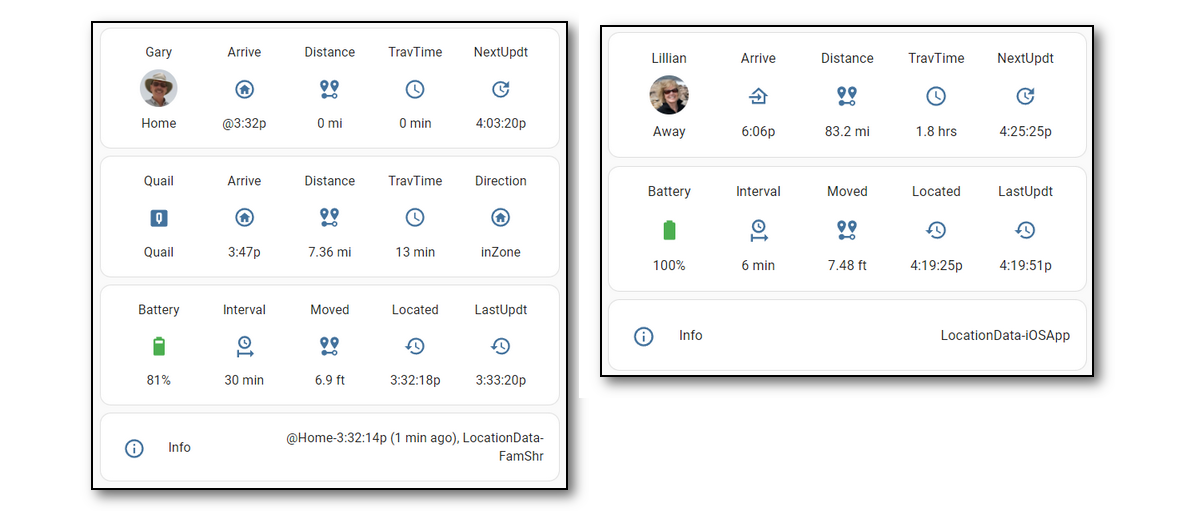 Gary Arrive Distance TravTime NextUpdt
Home @3:32p 0 mi 0 min 4:03:20p
Quail Arrive Distance TravTime Direction
Quail 3:47p 7.36 mi 13 min inZone
Battery Interval Moved Located LastUpdt
81% 30 min 6.9 ft 3:32:18p 3:33:20p
Info @Home-3:32:14p (1 min ago), LocationData-
FamShr
Lillian Arrive Distance TravTime NextUpdt
Away 6:06p 83.2 mi 1.8 hrs 4:25:25p
Battery Interval Moved Located LastUpdt
100% 6 min 7.48 ft 4:19:25p 4:19:51p
Info LocationData-iOSApp